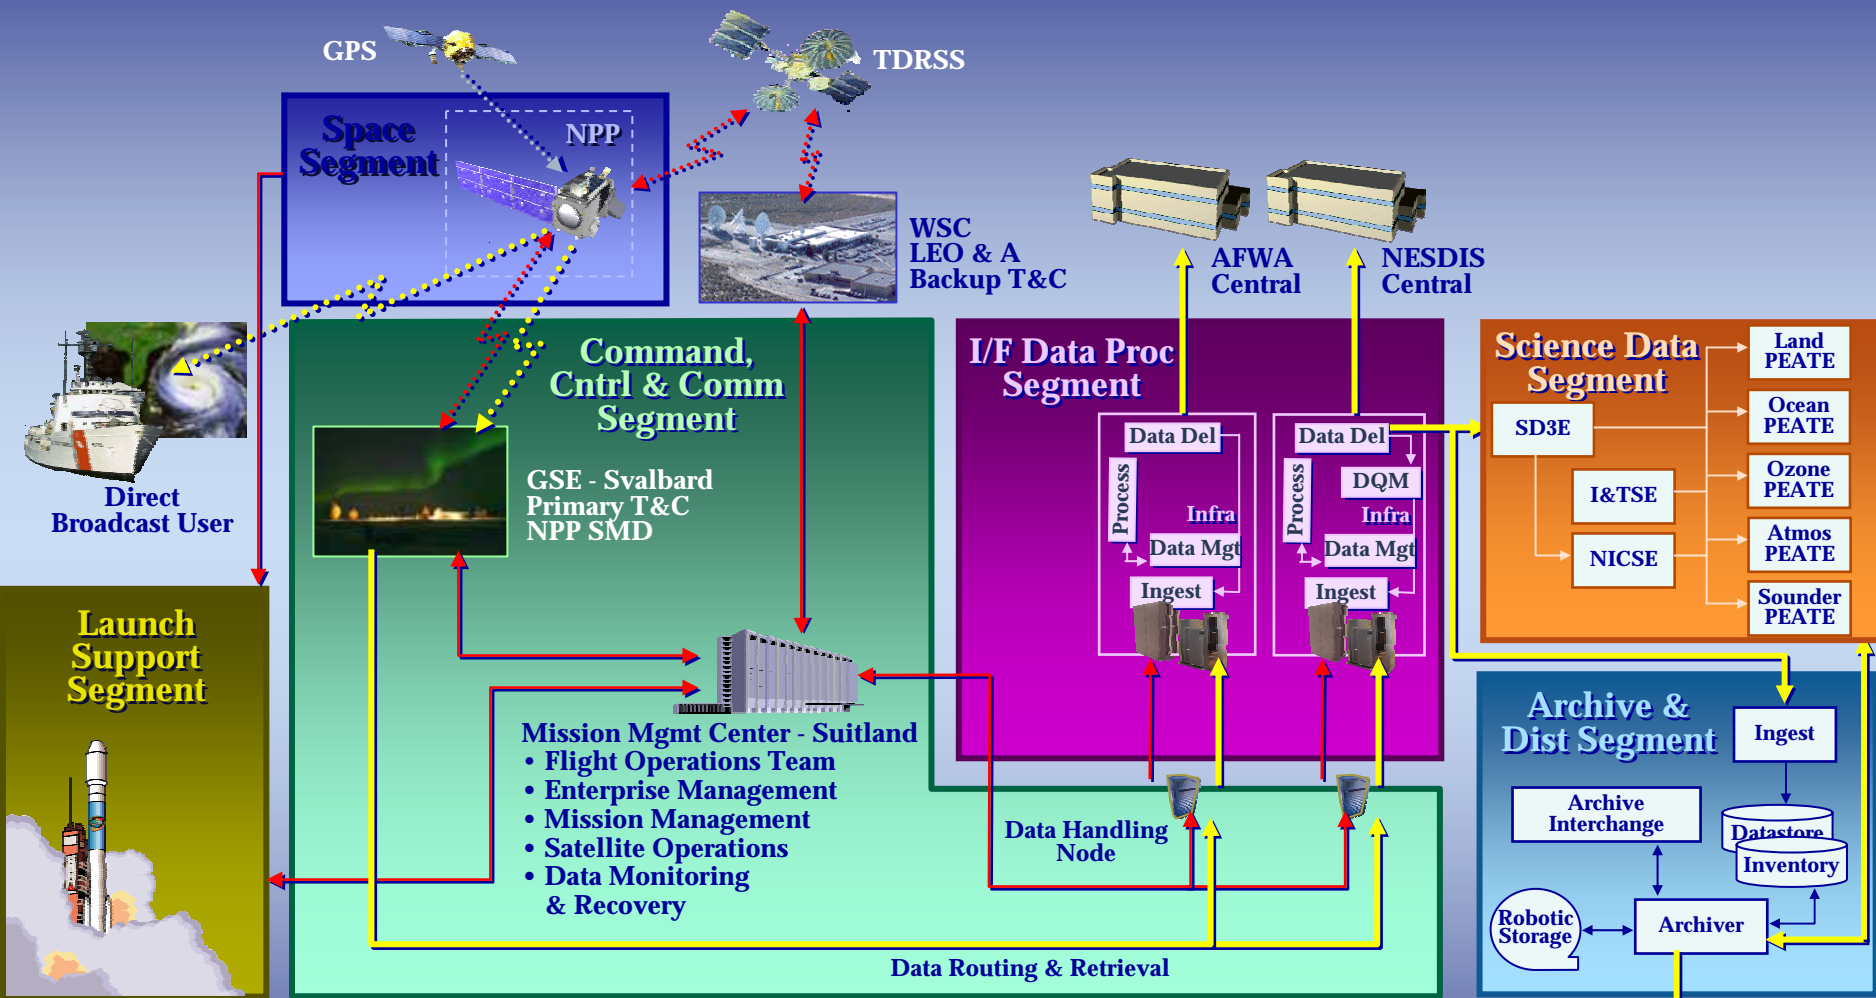 GPS
TDRSS
Space
Segment
NPP
WSC
LEO & A
Backup T&C
AFWA
Central
NESDIS
Central
Direct
Broadcast User
Command,
Cntrl & Comm
Segment
GSE - Svalbard
Primary T&C
NPP SMD
I/F Data Proc
Segment
Data Del
Process
Infra
Data Mgt
Ingest
Data Del
DQM
Process
Infra
Data Mgt
Ingest
Science Data
Segment
SD3E
I&TSE
NICSE
Land
PEATE
Ocean
PEATE
Ozone
PEATE
Atmos
PEATE
Sounder
PEATE
Launch
Support
Segment
Mission Mgmt Center - Suitland
• Flight Operations Team
• Enterprise Management
• Mission Management
• Satellite Operations
• Data Monitoring
& Recovery
Data Handling
Node
Data Routing & Retrieval
Archive &
Dist Segment
Ingest
Archive
Interchange
Datastore
Inventory
Robotic
Storage
Archiver